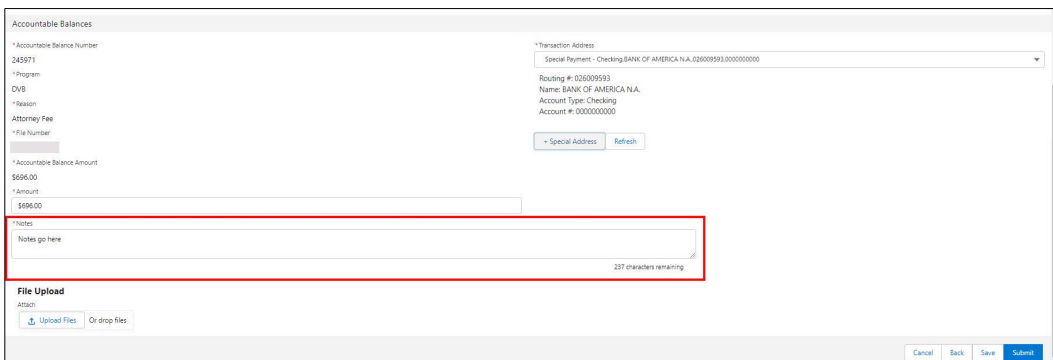 Accountable Balances
*Accountable Balance Number
245971
*Program
DVB
*Reason
Attorney Fee
*File Number
*Accountable Balance Amount
$696.00
*Amount
$696.00
*Notes
Notes go here
237 characters remaining
*Transaction Address
Special Payment - Checking,BANK OF AMERICA N.A.,026009593,0000000000
Routing #: 026009593
Name: BANK OF AMERICA N.A.
Account Type: Checking
Account #: 0000000000
+ Special Address
Refresh
File Upload
Attach
Upload Files Or drop files
Cancel Back Save Submit